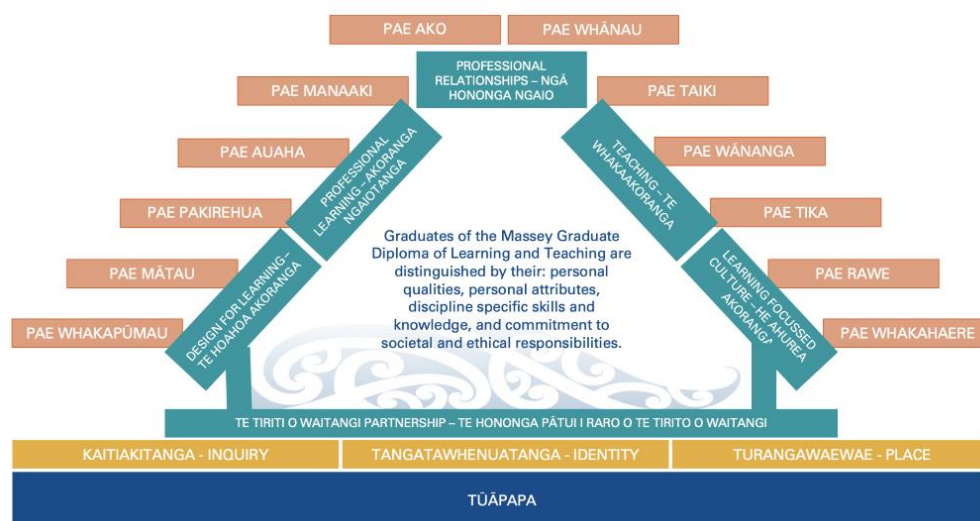 PAE AKO
PAE WHĀNAU
PROFESSIONAL
RELATIONSHIPS – NGĀ
HONONGA NGAIO
PAE MANAAKI
PAE TAIKI
PAE AUAHA
PROFESSIONAL
LEARNING – AKORANGA
NGAIOTANGA
TEACHING – TE
WHAKAAKORANGA
PAE WĀNANGA
PAE PAKIREHUA
PAE TIKA
Graduates of the Massey Graduate
Diploma of Learning and Teaching are
distinguished by their: personal
qualities, personal attributes,
discipline specific skills and
knowledge, and commitment to
societal and ethical responsibilities.
PAE MĀTAU
DESIGN FOR LEARNING –
TE HOAHOA AKORANGA
LEARNING FOCUSSED
CULTURE – HE AHUREA
AKORANGA
PAE RAWE
PAE WHAKAPŪMAU
PAE WHAKAHAERE
TE TIRITI O WAITANGI PARTNERSHIP – TE HONONGA PĀTUI I RARO O TE TIRITO O WAITANGI
KAITIAKITANGA - INQUIRY
TANGATAWHENUATANGA - IDENTITY
TURANGAWAEWAE - PLACE
TŪĀPAPA